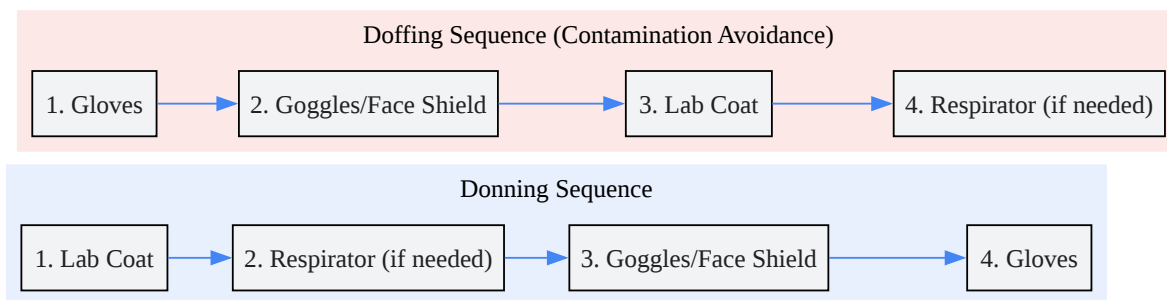 Doffing Sequence (Contamination Avoidance)
1. Gloves
2. Goggles/Face Shield
3. Lab Coat
4. Respirator (if needed)
Donning Sequence
1. Lab Coat
2. Respirator (if needed)
3. Goggles/Face Shield
4. Gloves